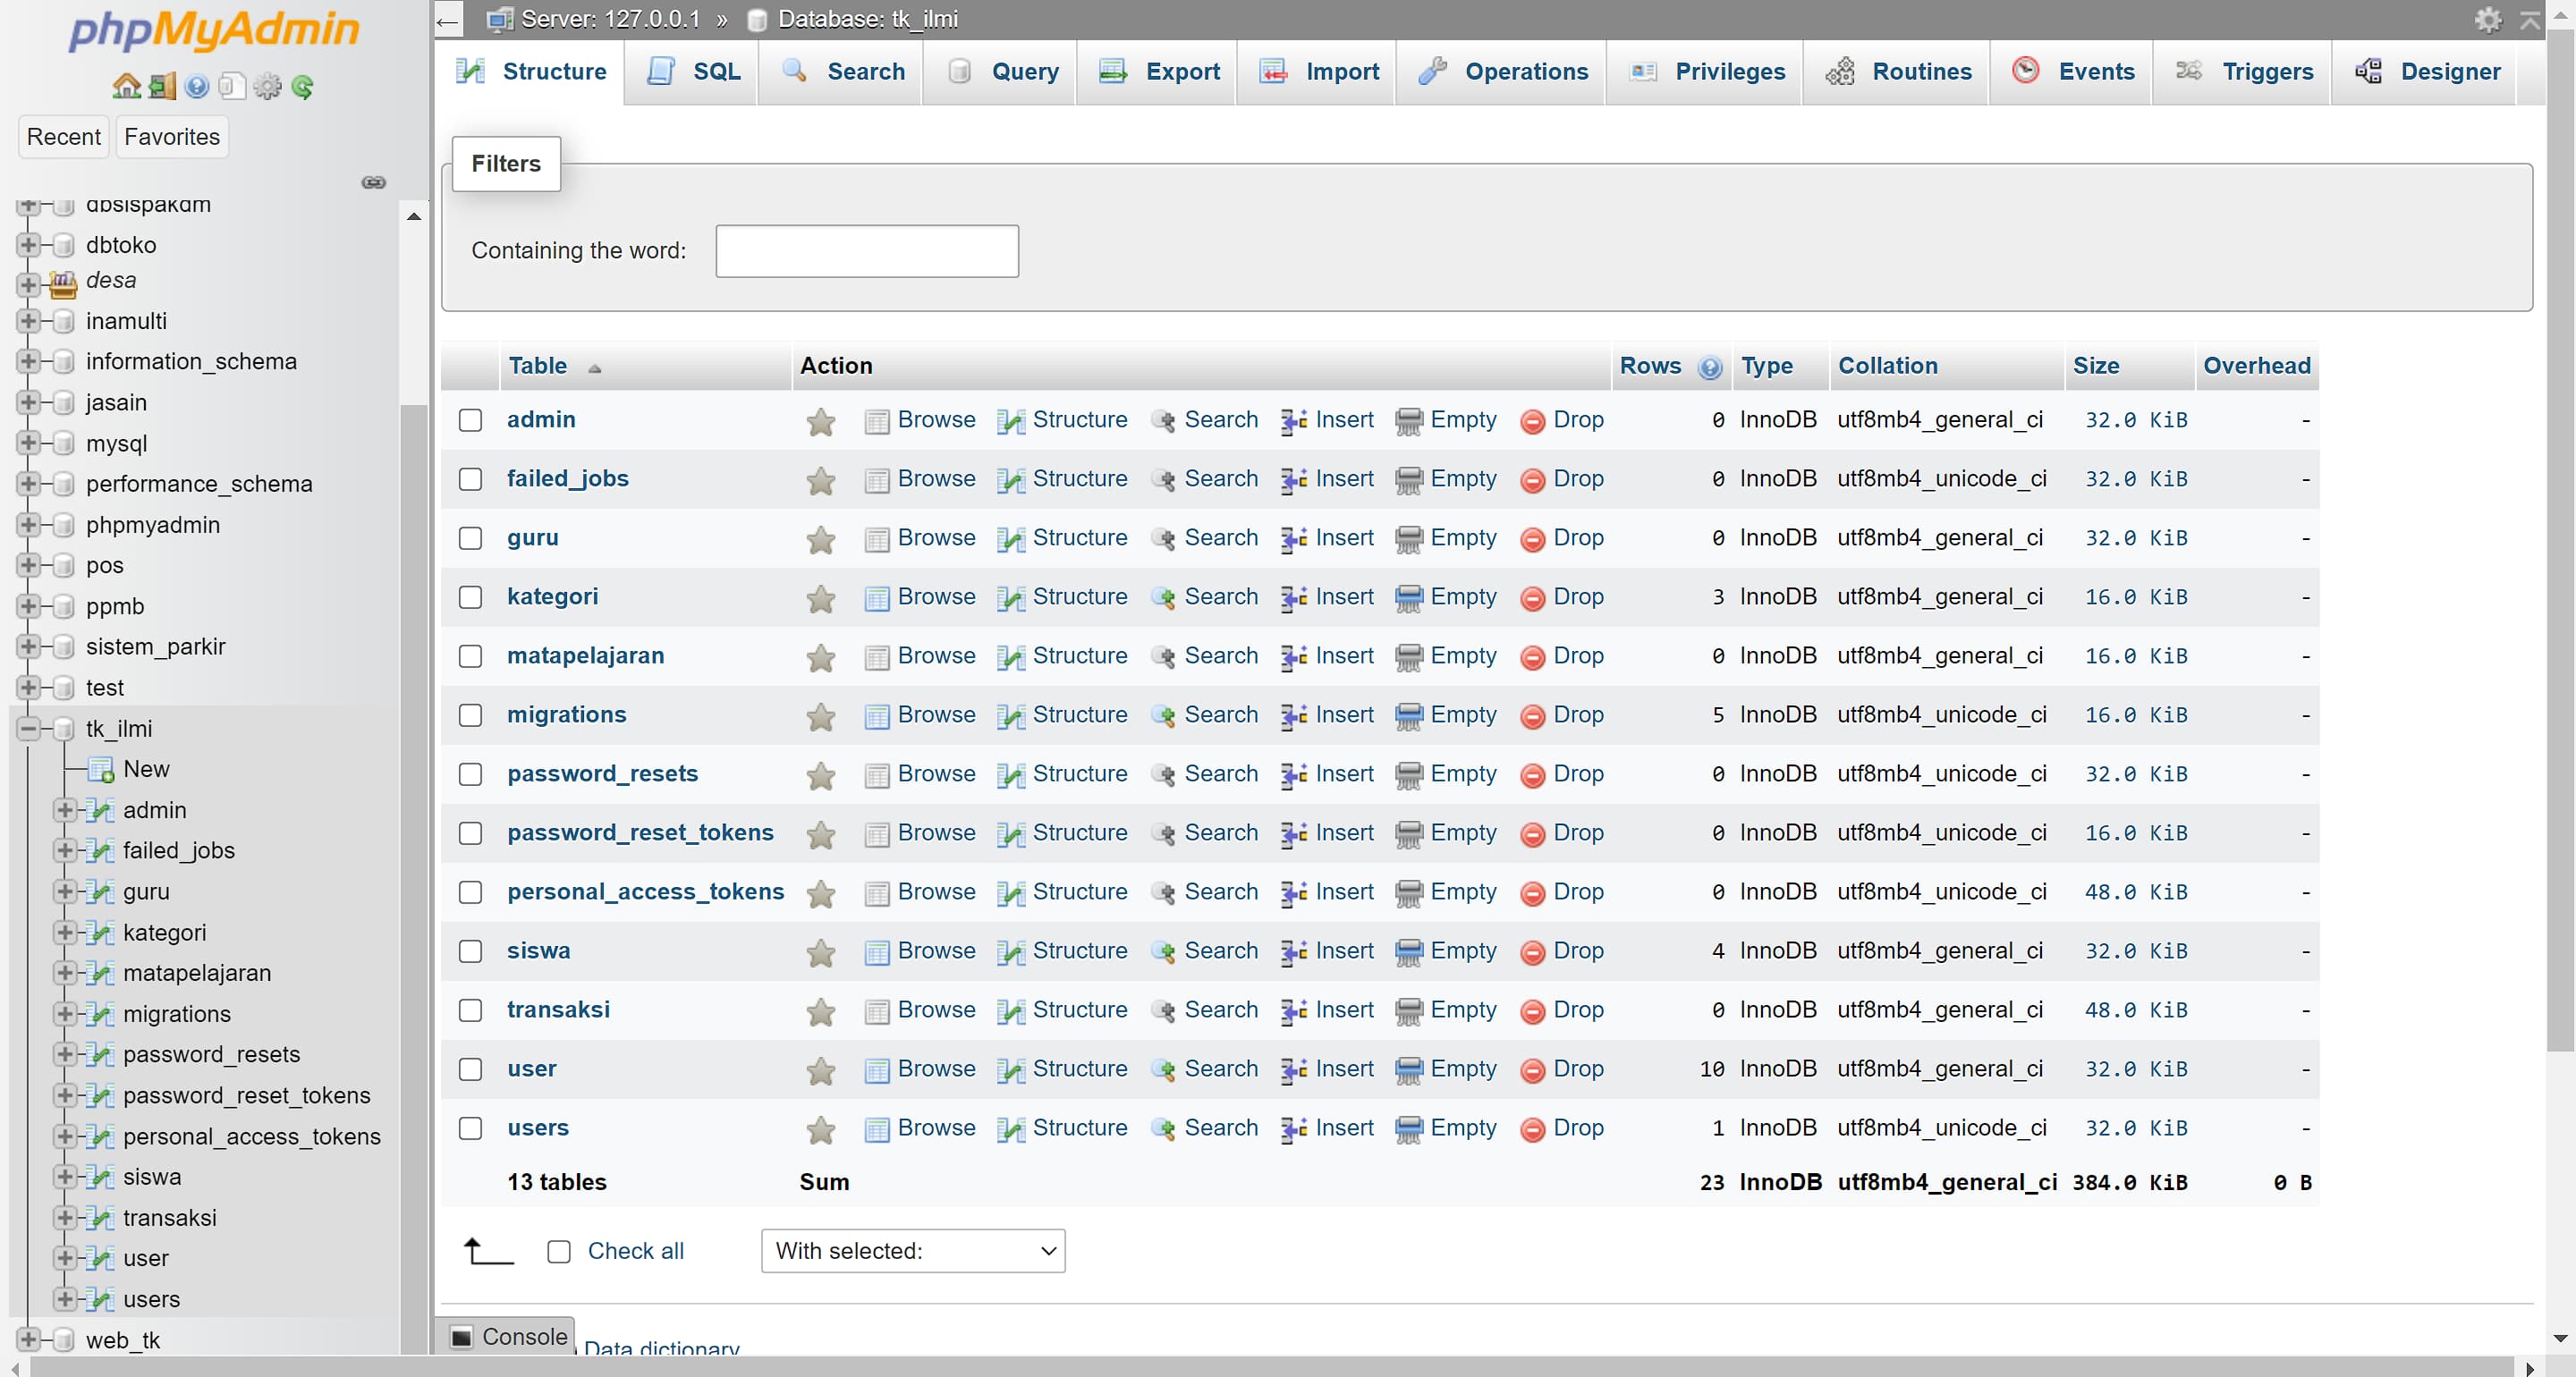 phpMyAdmin
Recent Favorites
dbsispakdm
dbtoko
desa
inamulti
information_schema
jasain
mysql
performance_schema
phpmyadmin
pos
ppmb
sistem_parkir
test
tk_ilmi
New
admin
failed_jobs
guru
kategori
matapelajaran
migrations
password_resets
password_reset_tokens
personal_access_tokens
siswa
transaksi
user
users
web_tk
Server: 127.0.0.1 » Database: tk_ilmi
Structure SQL Search Query Export Import Operations Privileges Routines Events Triggers Designer
Filters
Containing the word:
Table Action Rows Type Collation Size Overhead
admin Browse Structure Search Insert Empty Drop 0 InnoDB utf8mb4_general_ci 32.0 KiB -
failed_jobs Browse Structure Search Insert Empty Drop 0 InnoDB utf8mb4_unicode_ci 32.0 KiB -
guru Browse Structure Search Insert Empty Drop 0 InnoDB utf8mb4_general_ci 32.0 KiB -
kategori Browse Structure Search Insert Empty Drop 3 InnoDB utf8mb4_general_ci 16.0 KiB -
matapelajaran Browse Structure Search Insert Empty Drop 0 InnoDB utf8mb4_general_ci 16.0 KiB -
migrations Browse Structure Search Insert Empty Drop 5 InnoDB utf8mb4_unicode_ci 16.0 KiB -
password_resets Browse Structure Search Insert Empty Drop 0 InnoDB utf8mb4_unicode_ci 32.0 KiB -
password_reset_tokens Browse Structure Search Insert Empty Drop 0 InnoDB utf8mb4_unicode_ci 16.0 KiB -
personal_access_tokens Browse Structure Search Insert Empty Drop 0 InnoDB utf8mb4_unicode_ci 48.0 KiB -
siswa Browse Structure Search Insert Empty Drop 4 InnoDB utf8mb4_general_ci 32.0 KiB -
transaksi Browse Structure Search Insert Empty Drop 0 InnoDB utf8mb4_general_ci 48.0 KiB -
user Browse Structure Search Insert Empty Drop 10 InnoDB utf8mb4_general_ci 32.0 KiB -
users Browse Structure Search Insert Empty Drop 1 InnoDB utf8mb4_unicode_ci 32.0 KiB -
13 tables Sum 23 InnoDB utf8mb4_general_ci 384.0 KiB 0 B
Check all With selected:
Console Data dictionary